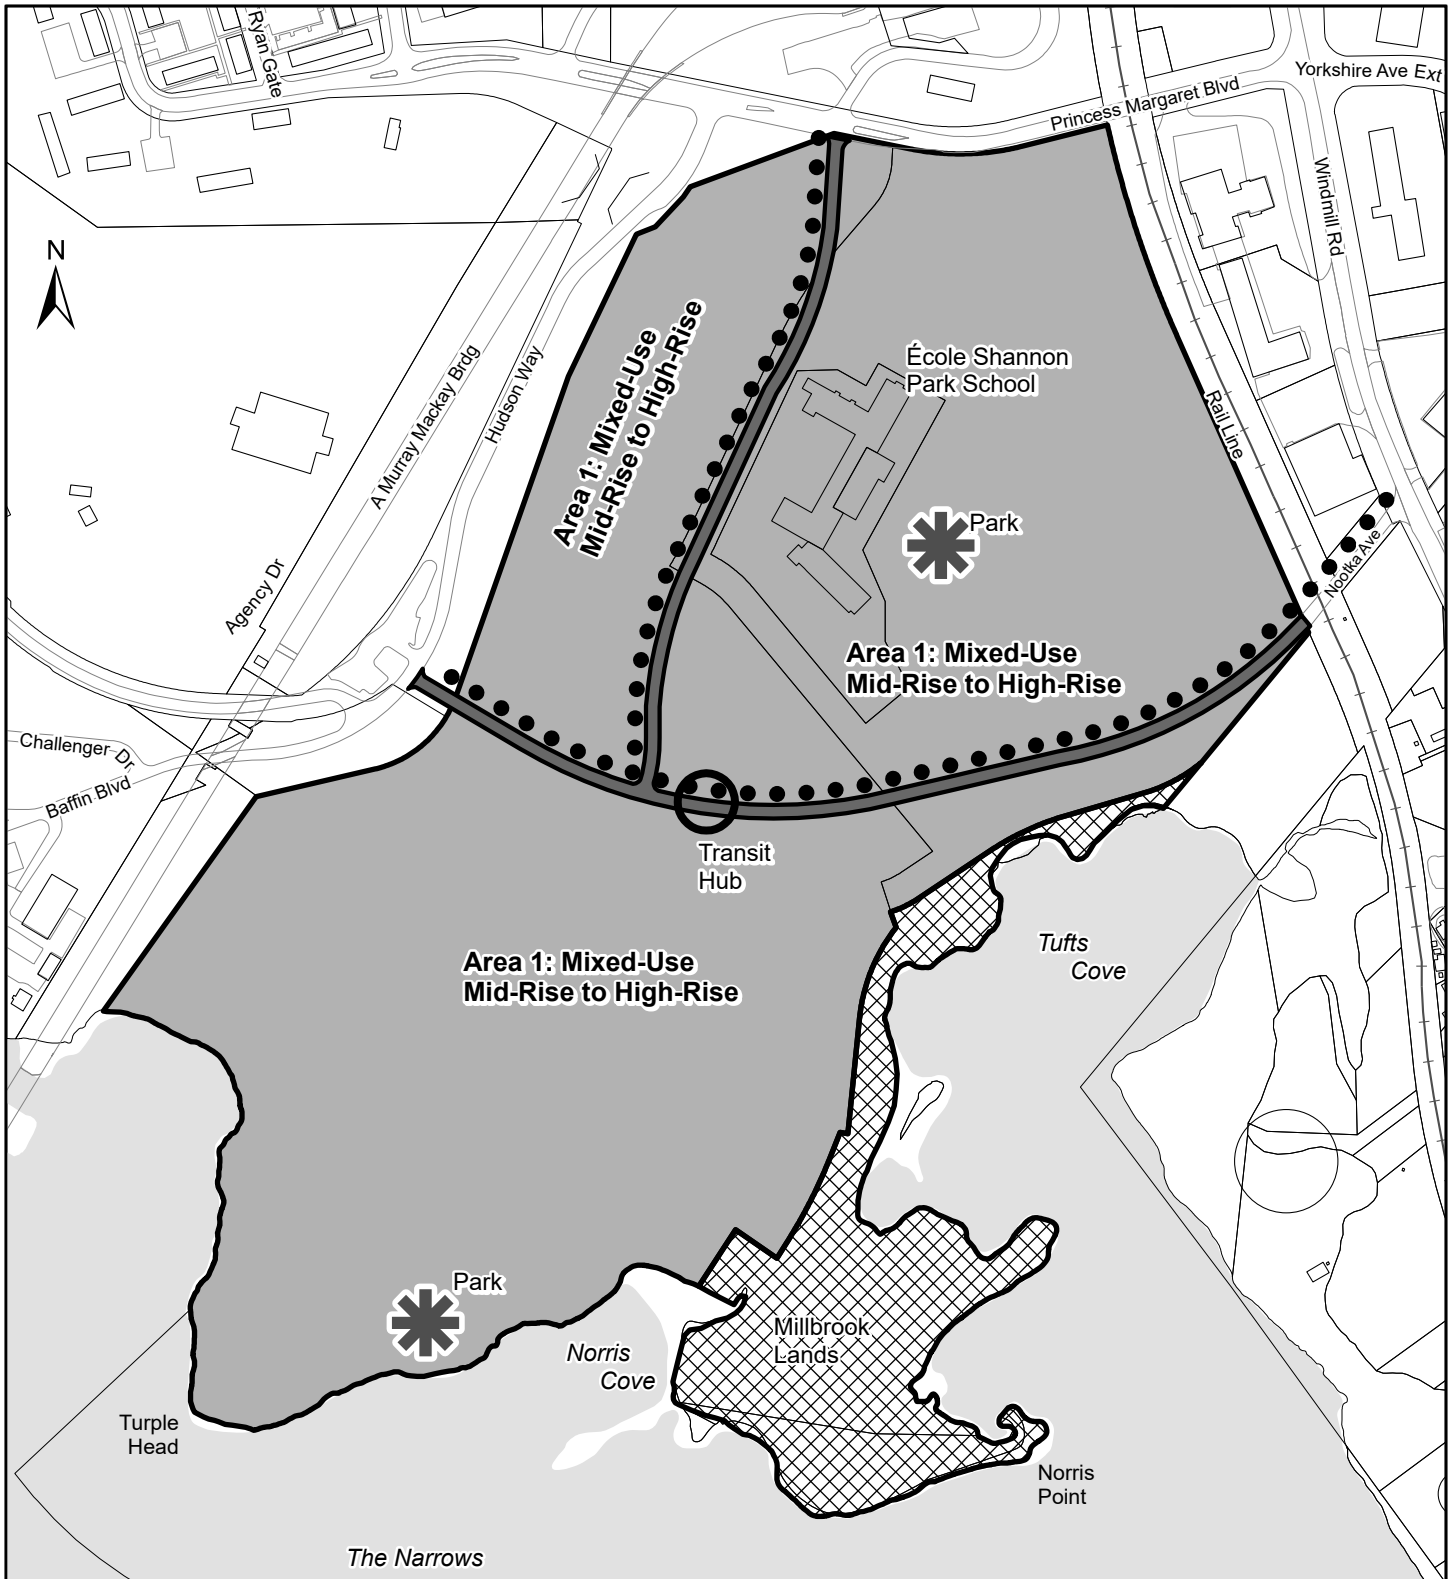 Ryan Gate
Yorkshire Ave Ext
Princess Margaret Blvd
Windmill Rd
N
Area 1: Mixed-Use
Mid-Rise to High-Rise
École Shannon
Park School
A Murray Mackay Brdg
Hudson Way
Rail Line
Park
Nootka Ave
Agency Dr
Area 1: Mixed-Use
Mid-Rise to High-Rise
Challenger Dr
Baffin Blvd
Transit
Hub
Tufts
Cove
Area 1: Mixed-Use
Mid-Rise to High-Rise
Park
Millbrook
Lands
Norris
Cove
Turple
Head
Norris
Point
The Narrows